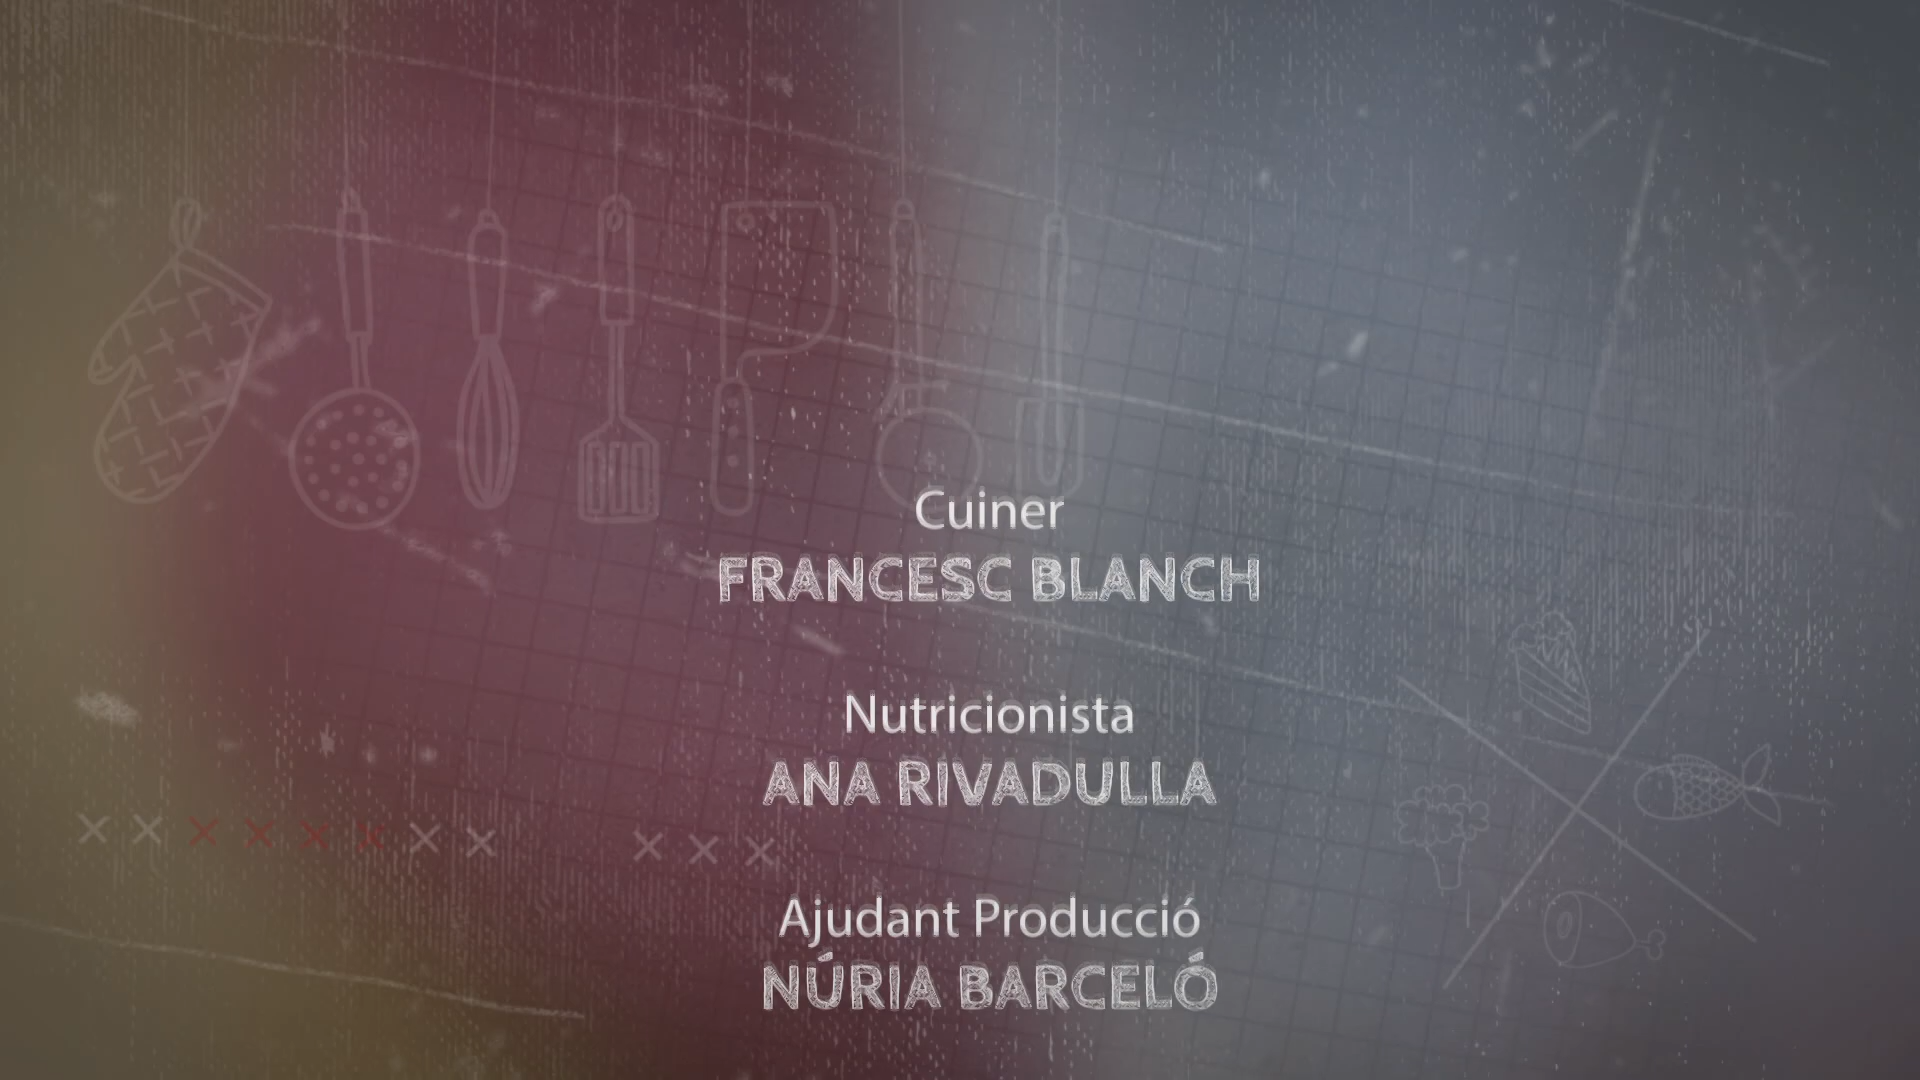 Cuiner
FRANCESC BLANCH
Nutricionista
ANA RIVADULLA
Ajudant Producció
NÚRIA BARCELÓ